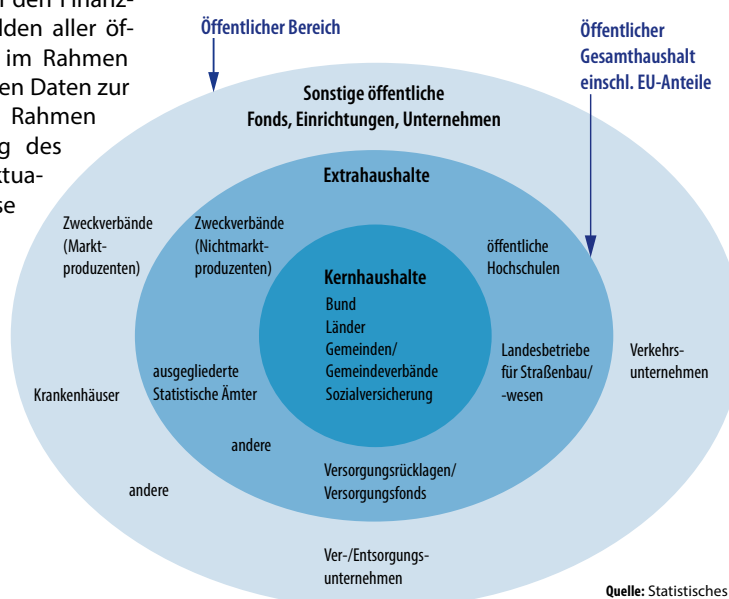 l den Finanz-
lden aller öf-
im Rahmen
en Daten zur
Rahmen
g des
ktua-
se
Öffentlicher Bereich
Öffentlicher
Gesamthaushalt
einschl. EU-Anteile
Sonstige öffentliche
Fonds, Einrichtungen, Unternehmen
Extrahaushalte
Zweckverbände
(Markt-
produzenten)
Zweckverbände
(Nichtmarkt-
produzenten)
öffentliche
Hochschulen
Kernhaushalte
Bund
Länder
Gemeinden/
Gemeindeverbände
Sozialversicherung
Landesbetriebe
für Straßenbau/
-wesen
Verkehrs-
unternehmen
ausgegliederte
Statistische Ämter
Krankenhäuser
andere
andere
Versorgungsrücklagen/
Versorgungsfonds
Ver-/Entsorgungs-
unternehmen
Quelle: Statistisches